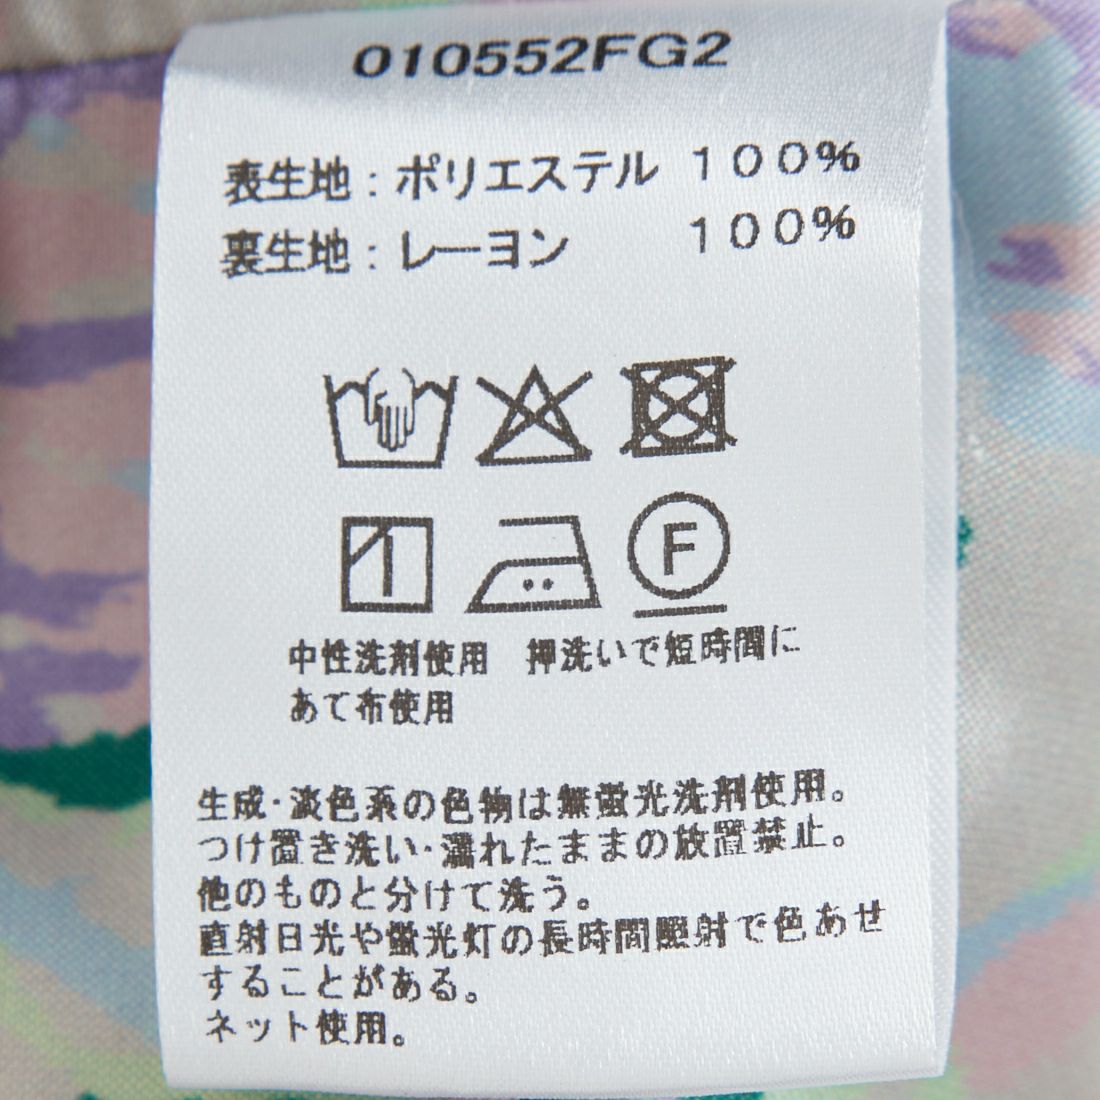 010552FG2
表生地：ポリエステル 100%
裏生地：レーヨン 100%
F
中性洗剤使用 押洗いで短時間に
あて布使用
生成・淡色系の色物は無蛍光洗剤使用。
つけ置き洗い・濡れたままの放置禁止。
他のものと分けて洗う。
直射日光や蛍光灯の長時間照射で色あせ
することがある。
ネット使用。